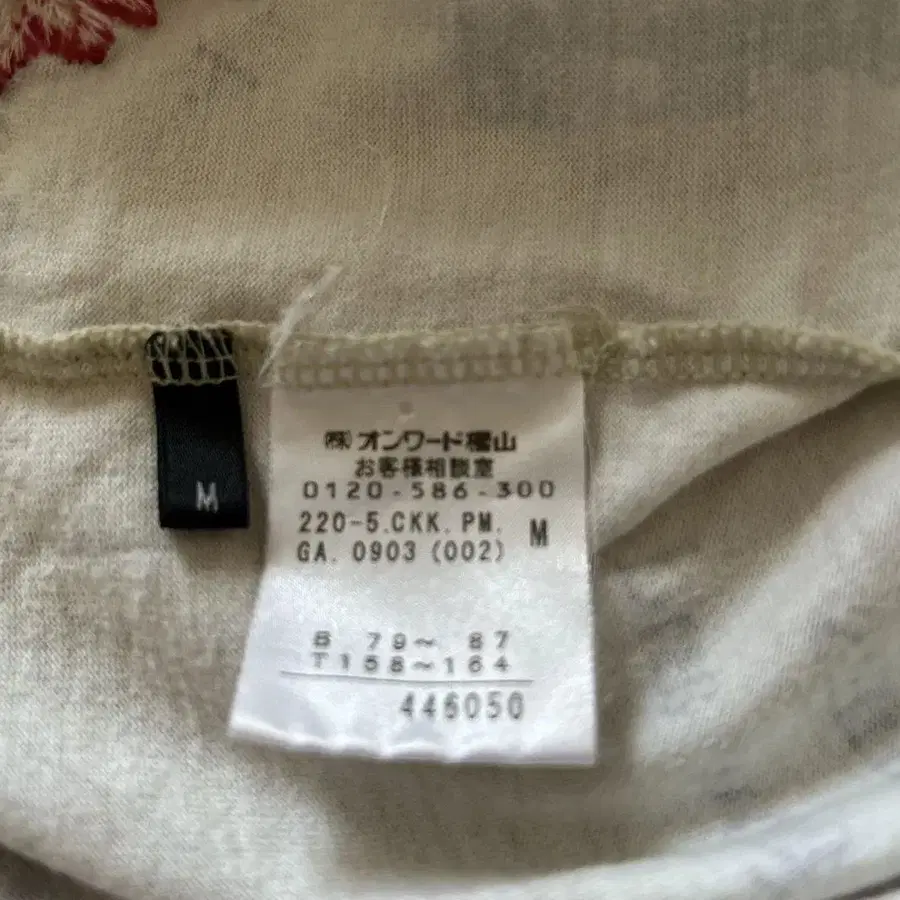 M
㈱オンワード樫山
お客様相談室
0120-586-300
220-5.CKK. PM. M
GA. 0903 (002)
B 79~ 87
T158~164
446050